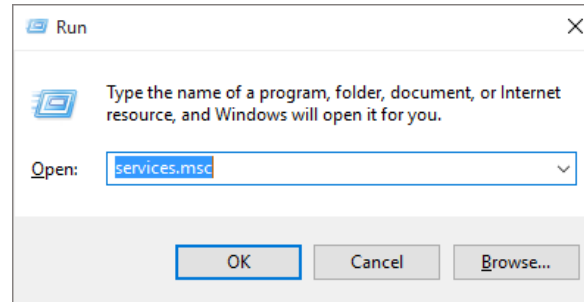 Run
Type the name of a program, folder, document, or Internet
resource, and Windows will open it for you.
Open:
services.msc
OK
Cancel
Browse...